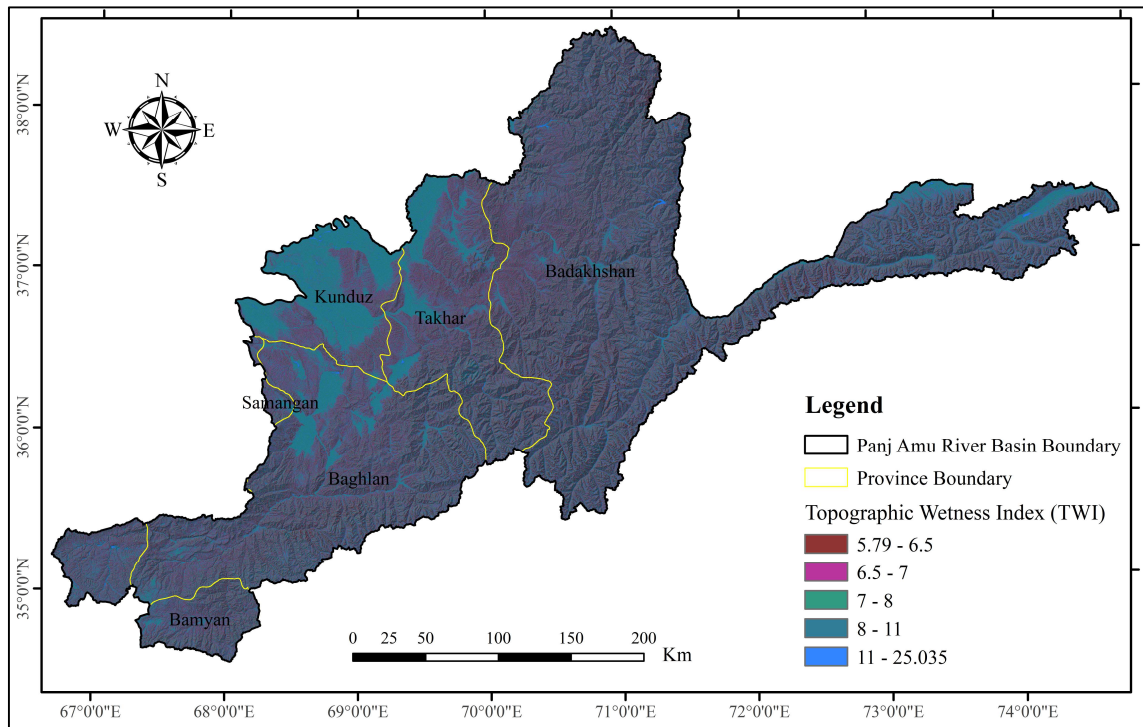 N
W E
S
38°0'0"N
37°0'0"N
36°0'0"N
35°0'0"N
Badakhshan
Kunduz
Takhar
Samangan
Baghlan
Bamyan
Legend
Panj Amu River Basin Boundary
Province Boundary
Topographic Wetness Index (TWI)
5.79 - 6.5
6.5 - 7
7 - 8
8 - 11
11 - 25.035
0 25 50 100 150 200
Km
67°0'0"E 68°0'0"E 69°0'0"E 70°0'0"E 71°0'0"E 72°0'0"E 73°0'0"E 74°0'0"E